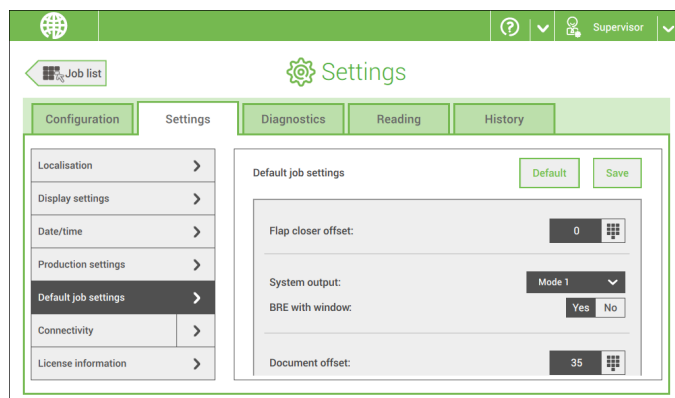 Supervisor
Job list
Settings
Configuration
Settings
Diagnostics
Reading
History
Localisation
Display settings
Date/time
Production settings
Default job settings
Connectivity
License information
Default job settings
Default
Save
Flap closer offset:
0
System output:
Mode 1
BRE with window:
Yes
No
Document offset:
35